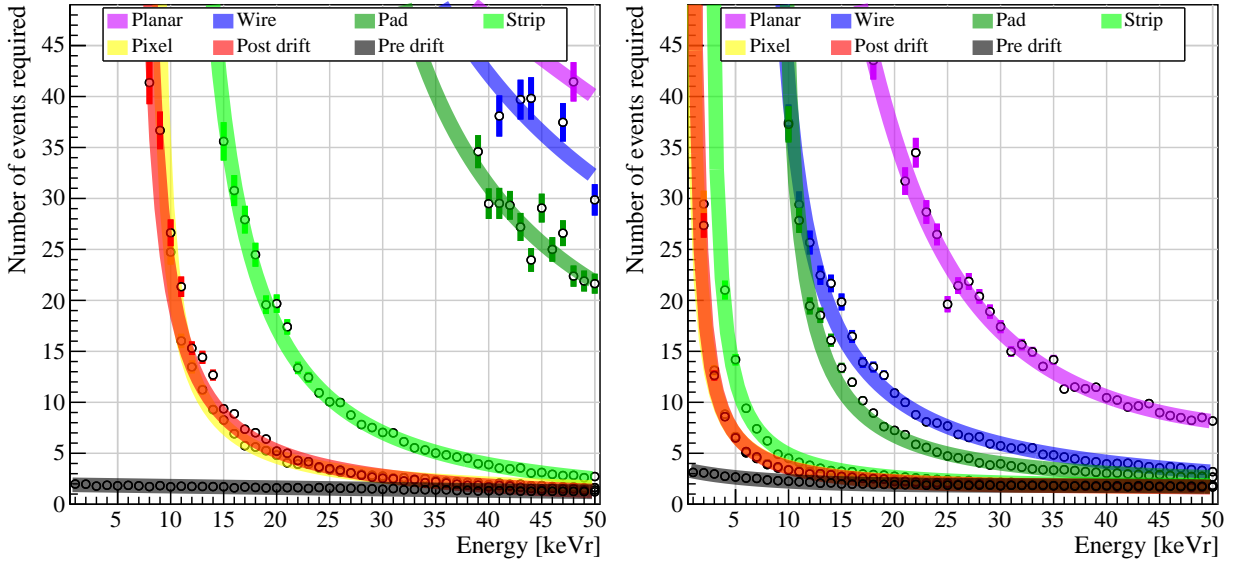 Number of events required
Planar Wire Pad Strip
Pixel Post drift Pre drift
45
40
35
30
25
20
15
10
5
0
5 10 15 20 25 30 35 40 45 50
Energy [keVr]
Number of events required
Planar Wire Pad Strip
Pixel Post drift Pre drift
45
40
35
30
25
20
15
10
5
0
5 10 15 20 25 30 35 40 45 50
Energy [keVr]